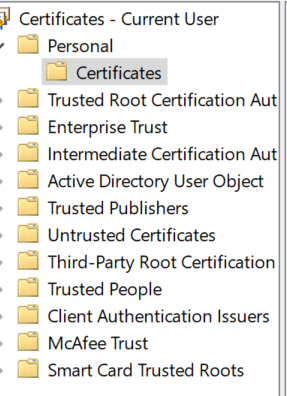 Certificates - Current User
Personal
Certificates
Trusted Root Certification Aut
Enterprise Trust
Intermediate Certification Aut
Active Directory User Object
Trusted Publishers
Untrusted Certificates
Third-Party Root Certification
Trusted People
Client Authentication Issuers
McAfee Trust
Smart Card Trusted Roots